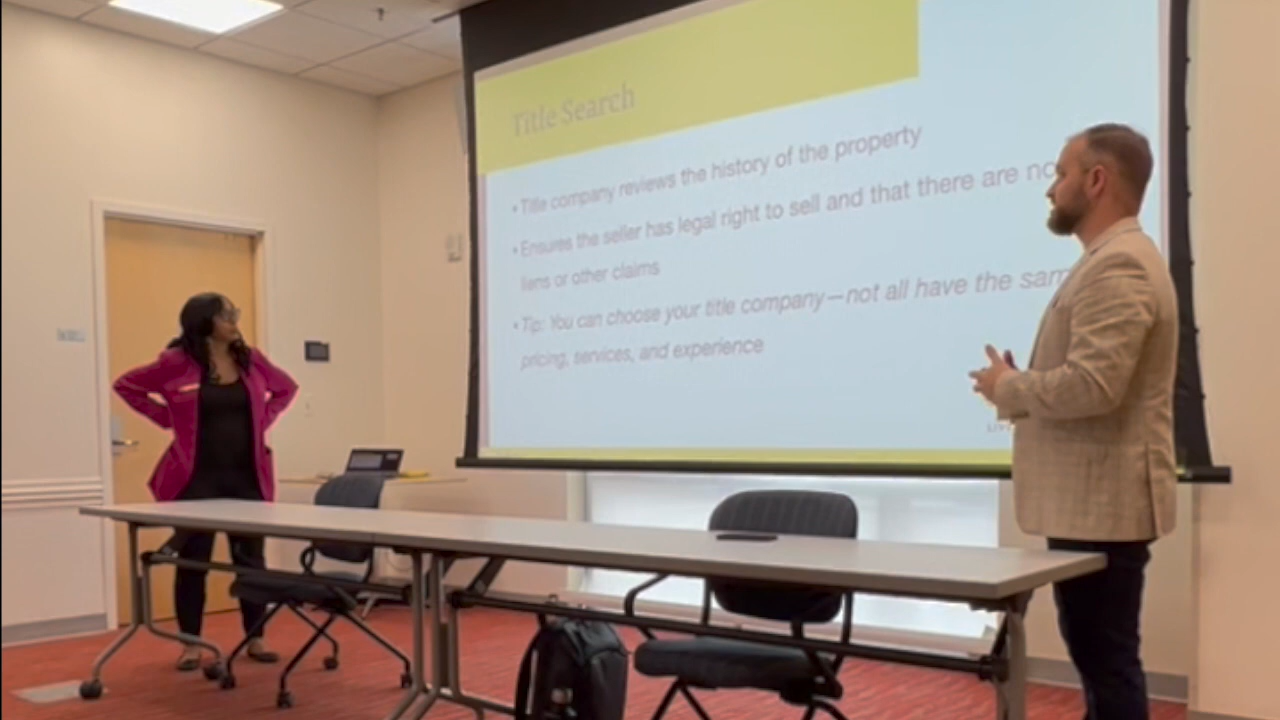 Title Search
• Title company reviews the history of the property
• Ensures the seller has legal right to sell and that there are no
liens or other claims
• Tip: You can choose your title company—not all have the sam
pricing, services, and experience